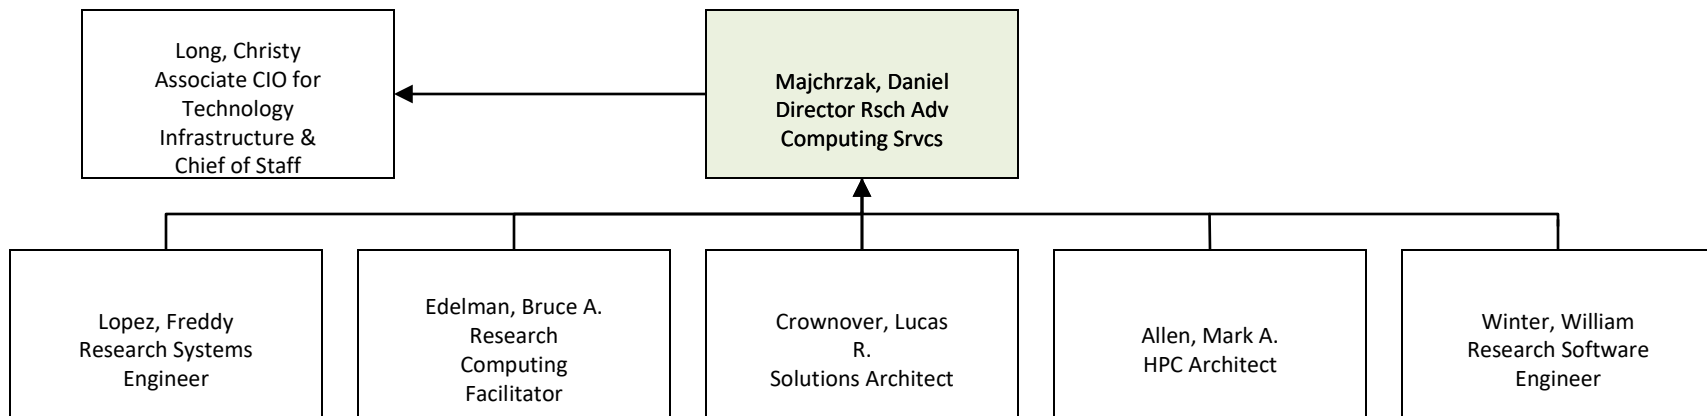 Long, Christy
Associate CIO for
Technology
Infrastructure &
Chief of Staff
Majchrzak, Daniel
Director Rsch Adv
Computing Srvcs
Lopez, Freddy
Research Systems
Engineer
Edelman, Bruce A.
Research
Computing
Facilitator
Crownover, Lucas
R.
Solutions Architect
Allen, Mark A.
HPC Architect
Winter, William
Research Software
Engineer